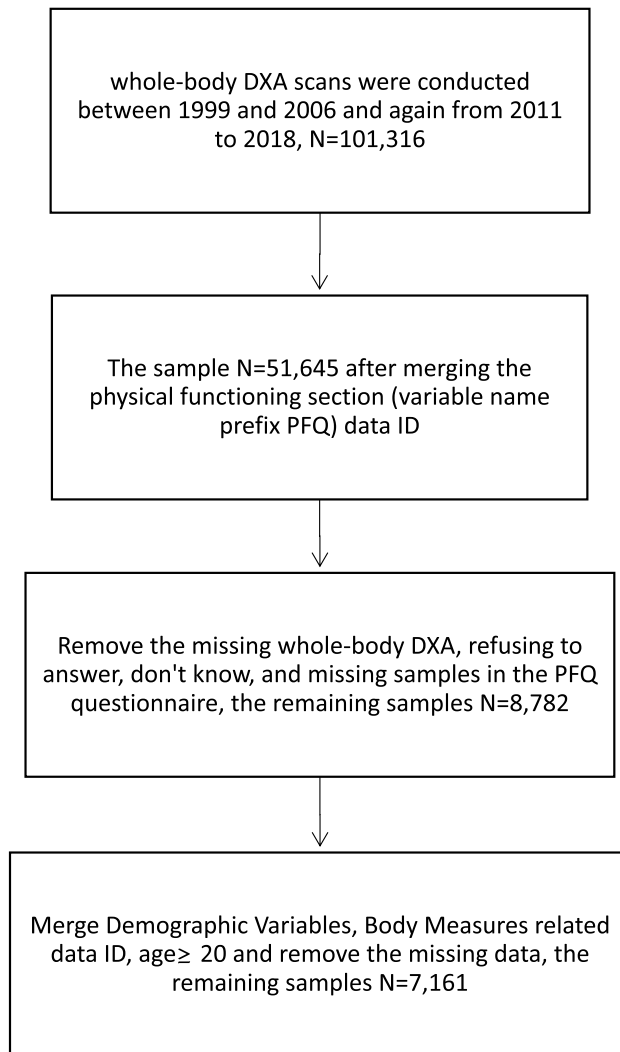 whole-body DXA scans were conducted
between 1999 and 2006 and again from 2011
to 2018, N=101,316
The sample N=51,645 after merging the
physical functioning section (variable name
prefix PFQ) data ID
Remove the missing whole-body DXA, refusing to
answer, don't know, and missing samples in the PFQ
questionnaire, the remaining samples N=8,782
Merge Demographic Variables, Body Measures related
data ID, age≥ 20 and remove the missing data, the
remaining samples N=7,161